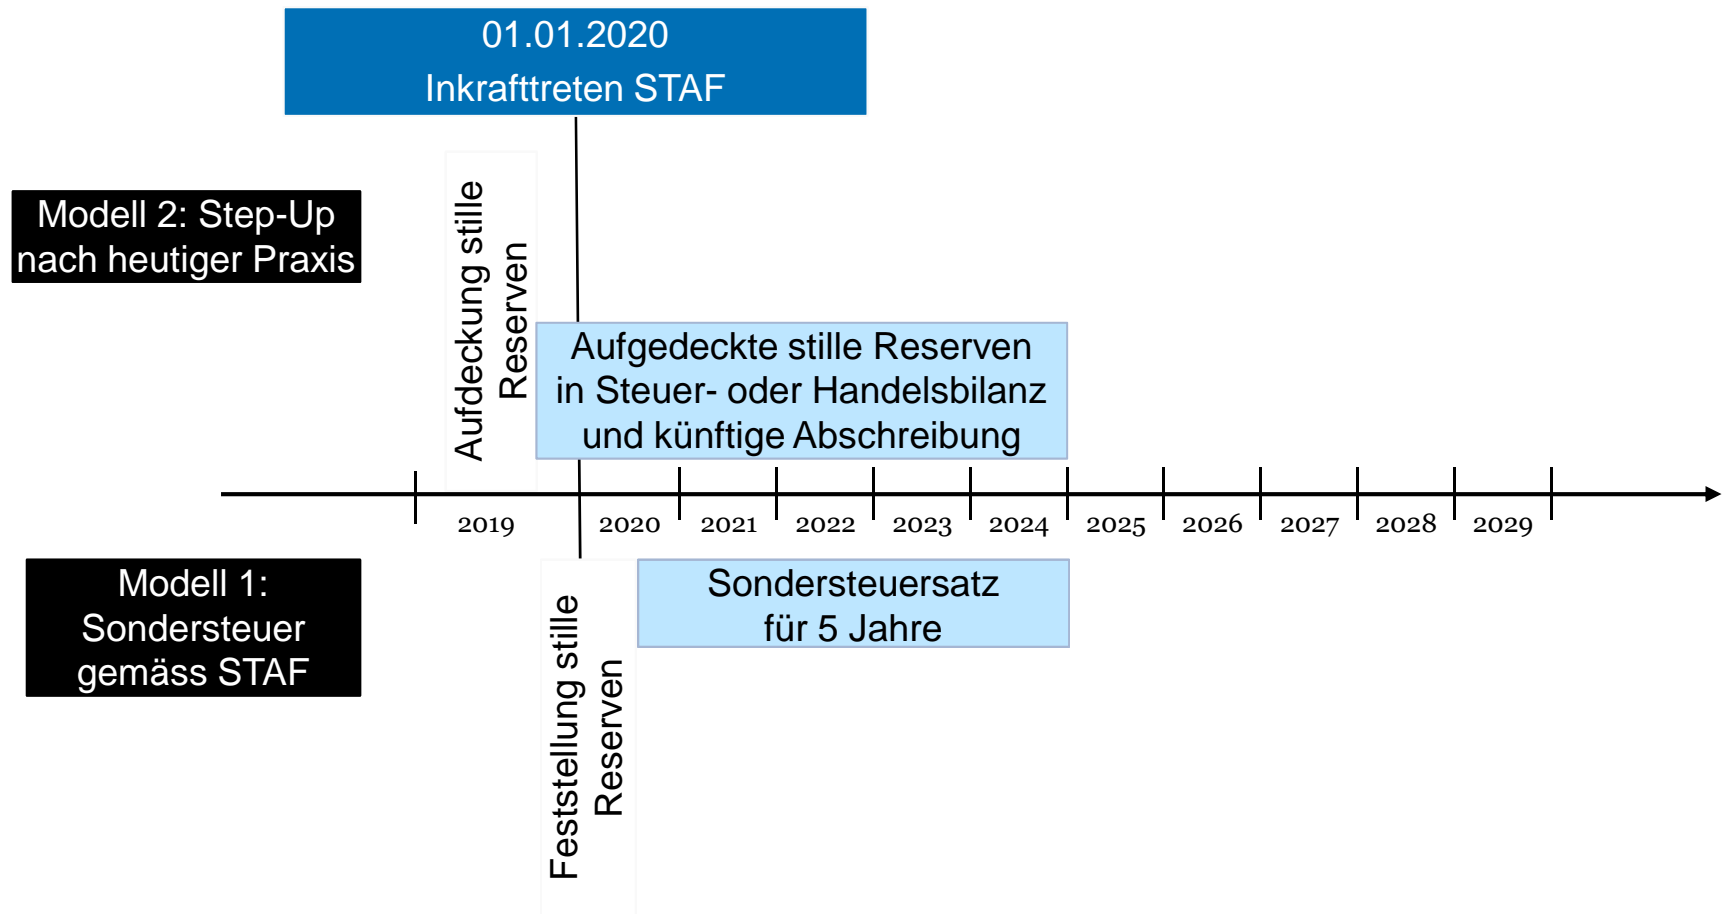 01.01.2020
Inkrafttreten STAF
Modell 2: Step-Up
nach heutiger Praxis
Aufdeckung stille
Reserven
Aufgedeckte stille Reserven
in Steuer- oder Handelsbilanz
und künftige Abschreibung
2019 2020 2021 2022 2023 2024 2025 2026 2027 2028 2029
Modell 1:
Sondersteuer
gemäss STAF
Feststellung stille
Reserven
Sondersteuersatz
für 5 Jahre